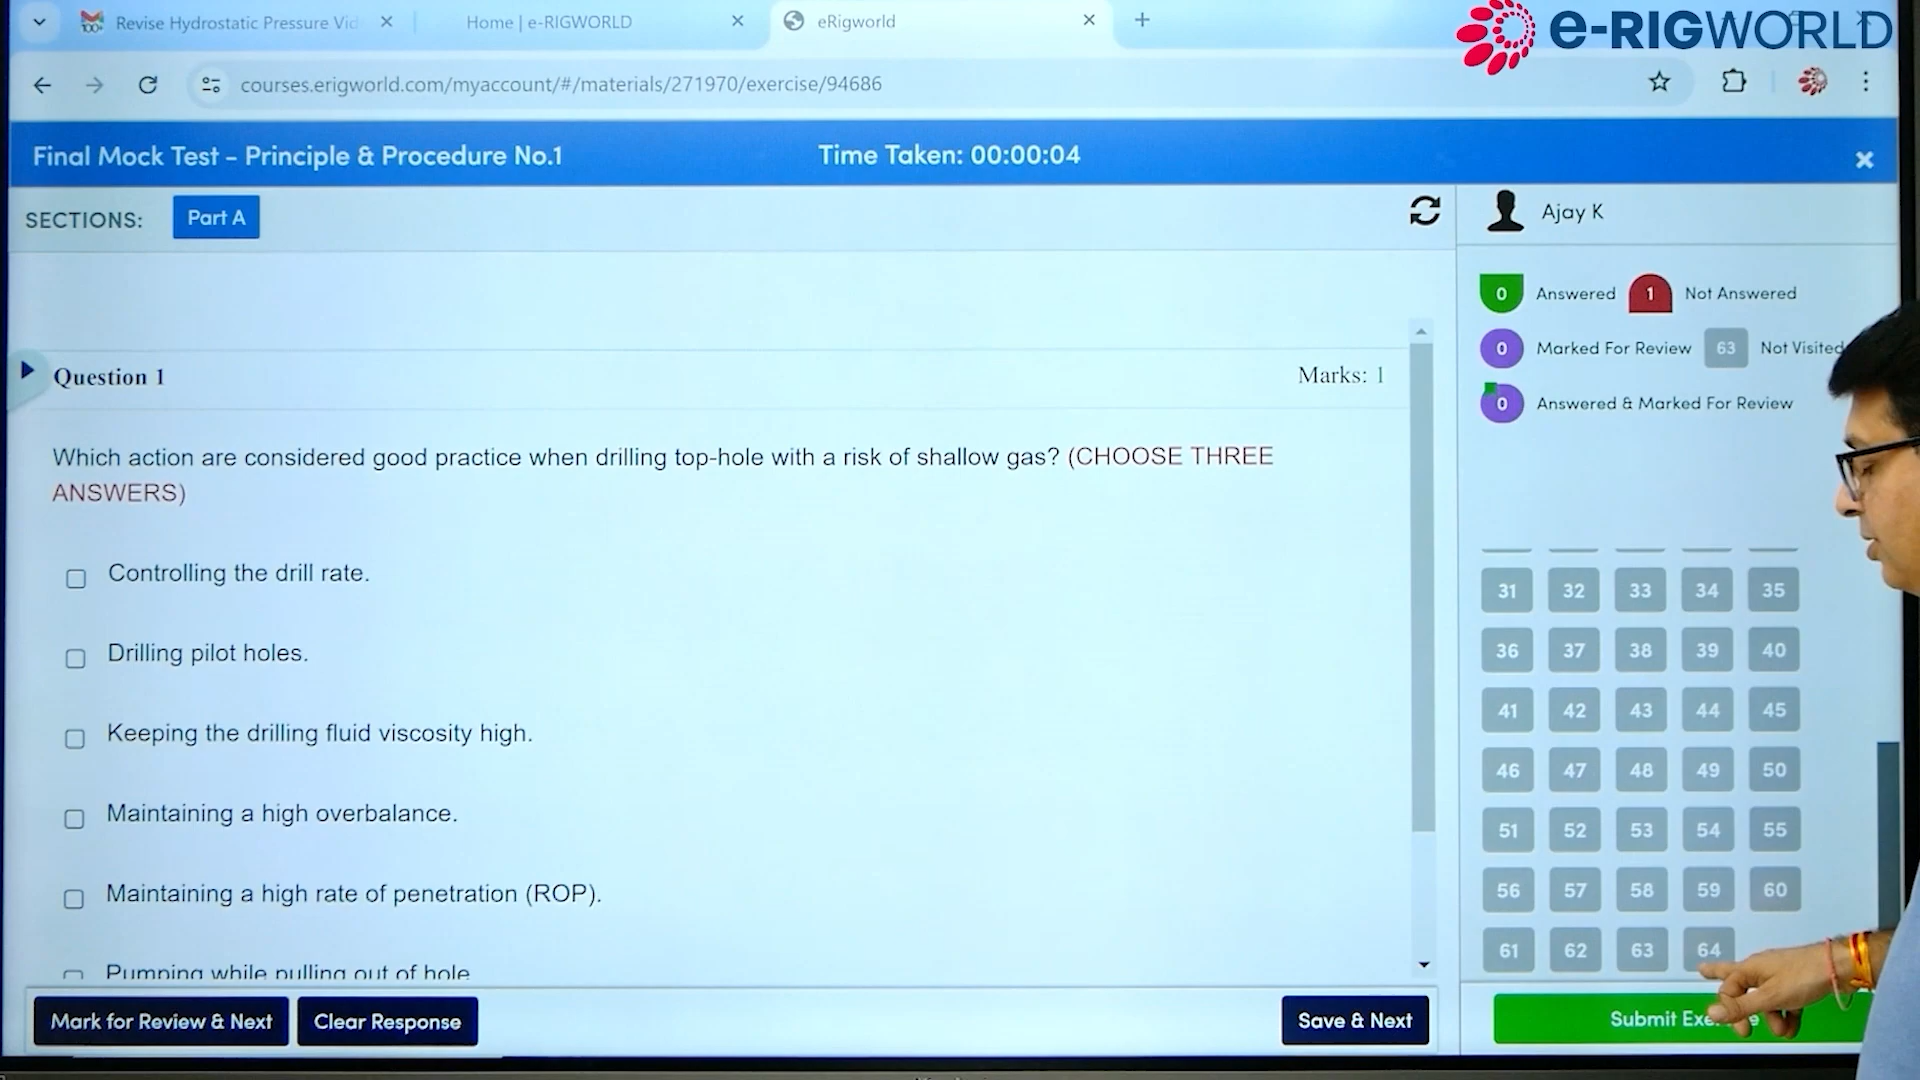 Revise Hydrostatic Pressure Vid
Home | e-RIGWORLD
eRigworld
e-RIGWORLD
courses.erigworld.com/myaccount/#/materials/271970/exercise/94686
Final Mock Test - Principle & Procedure No.1
Time Taken: 00:00:04
SECTIONS:
Part A
Ajay K
0 Answered 1 Not Answered
0 Marked For Review 63 Not Visited
0 Answered & Marked For Review
Question 1
Marks: 1
Which action are considered good practice when drilling top-hole with a risk of shallow gas? (CHOOSE THREE
ANSWERS)
Controlling the drill rate.
Drilling pilot holes.
Keeping the drilling fluid viscosity high.
Maintaining a high overbalance.
Maintaining a high rate of penetration (ROP).
Pumping while pulling out of hole
31 32 33 34 35
36 37 38 39 40
41 42 43 44 45
46 47 48 49 50
51 52 53 54 55
56 57 58 59 60
61 62 63 64
Mark for Review & Next
Clear Response
Save & Next
Submit